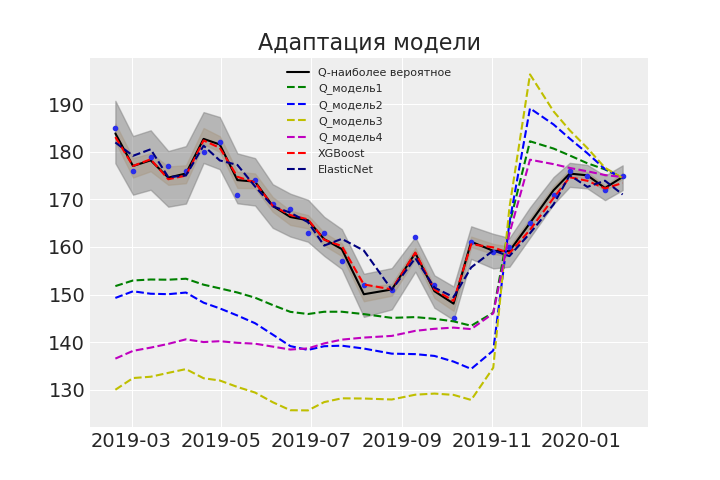 Адаптация модели
Q-наиболее вероятное
Q_модель1
Q_модель2
Q_модель3
Q_модель4
XGBoost
ElasticNet
190
180
170
160
150
140
130
2019-03 2019-05 2019-07 2019-09 2019-11 2020-01